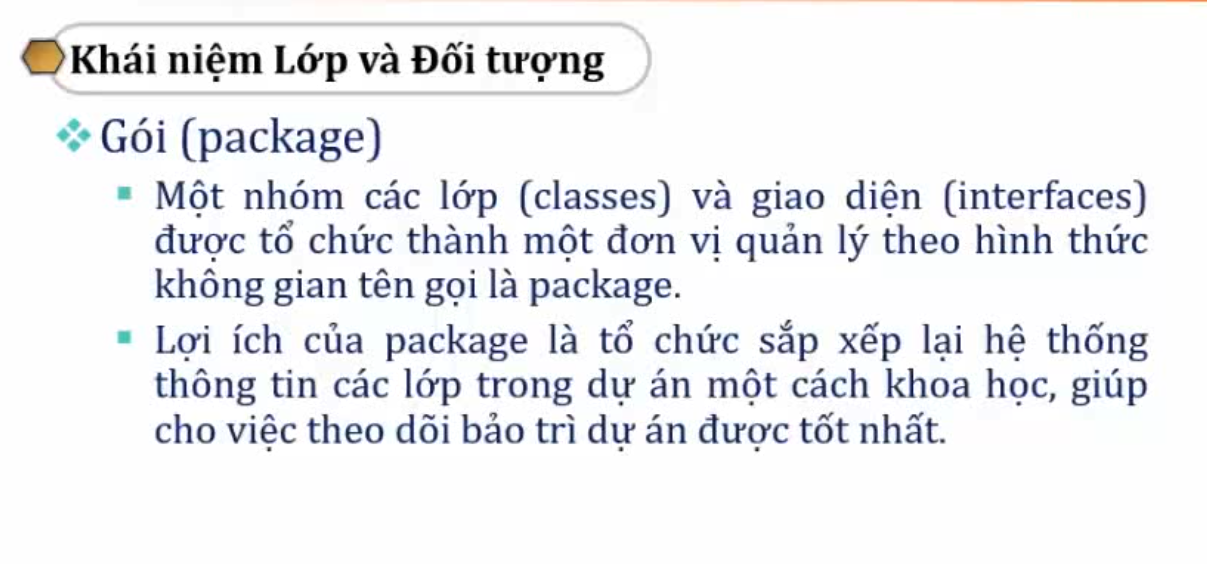 Khái niệm Lớp và Đối tượng
Gói (package)
Một nhóm các lớp (classes) và giao diện (interfaces)
được tổ chức thành một đơn vị quản lý theo hình thức
không gian tên gọi là package.
Lợi ích của package là tổ chức sắp xếp lại hệ thống
thông tin các lớp trong dự án một cách khoa học, giúp
cho việc theo dõi bảo trì dự án được tốt nhất.